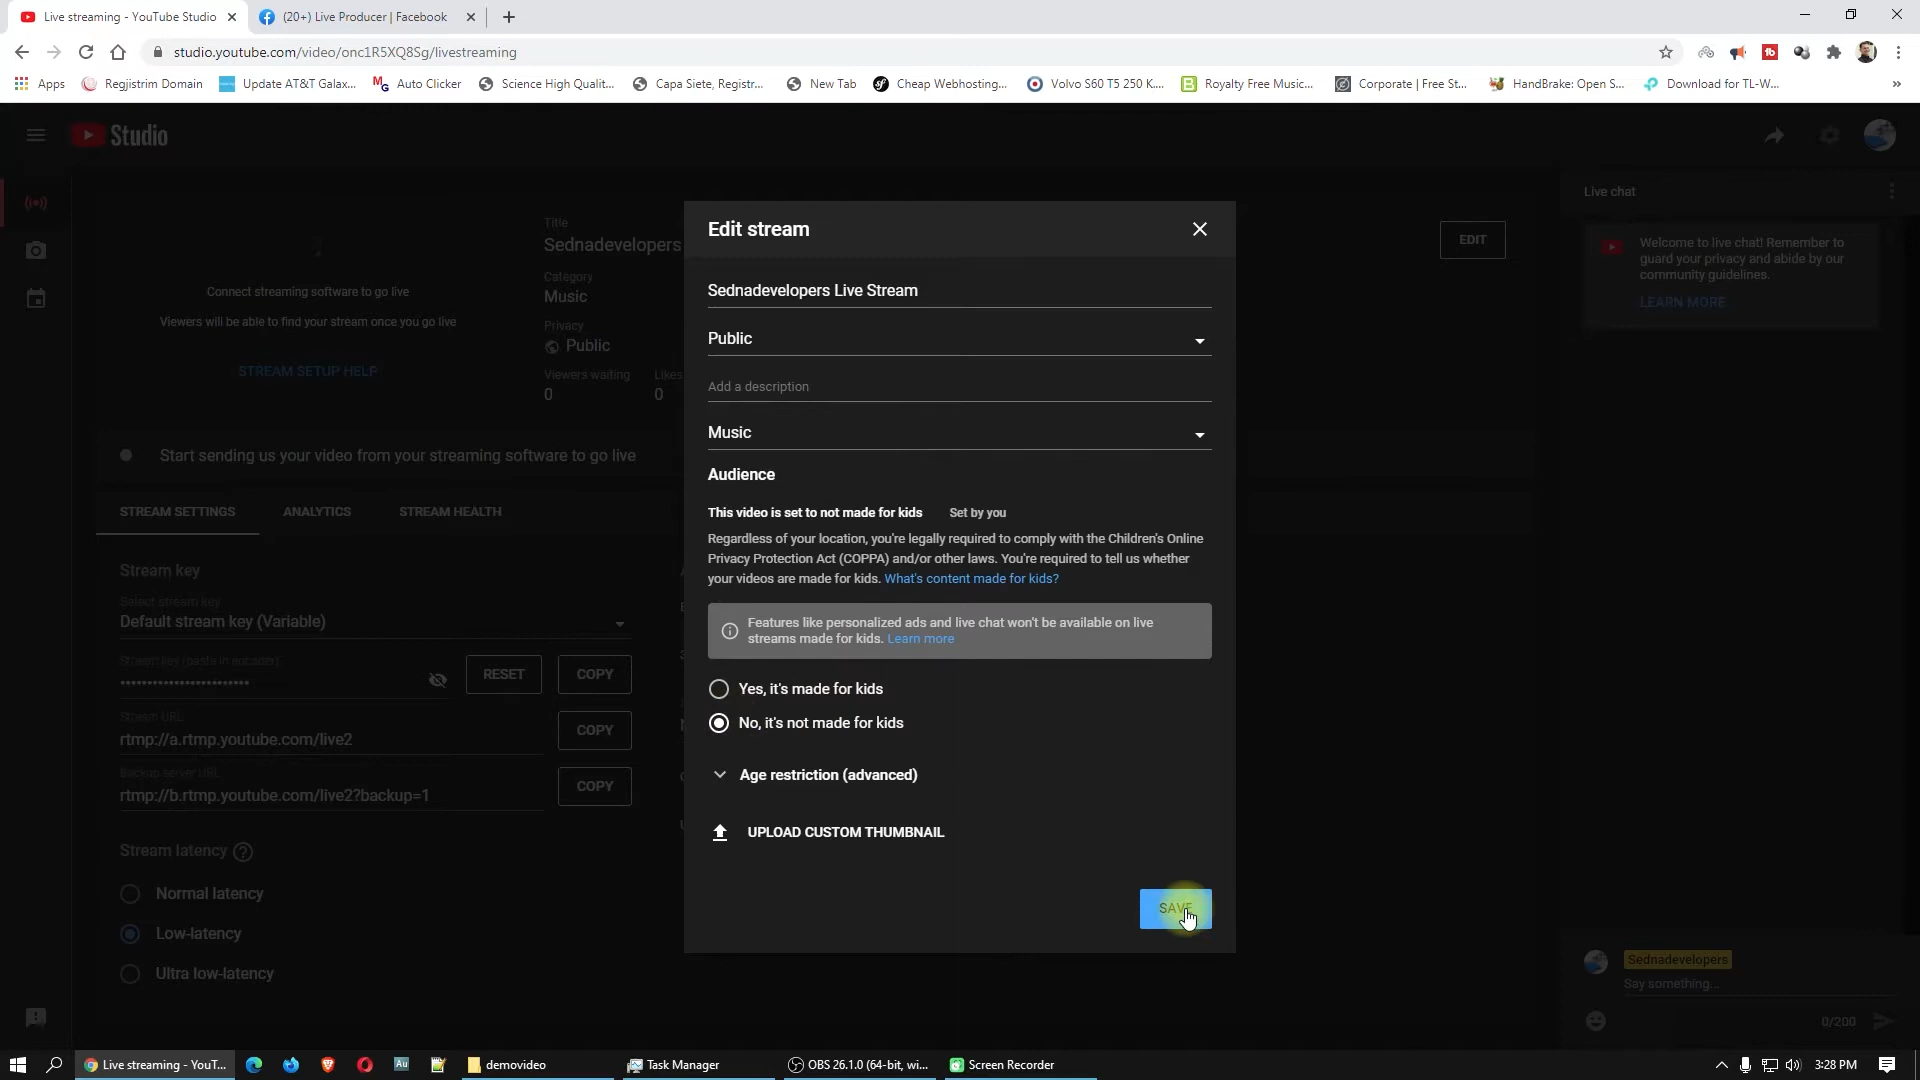 Live streaming - YouTube Studio
(20+) Live Producer | Facebook
studio.youtube.com/video/onc1R5XQ8Sg/livestreaming
Apps
Regjistrim Domain
Update AT&T Galax...
Auto Clicker
Science High Qualit...
Capa Siete, Registr...
New Tab
Cheap Webhosting...
Volvo S60 T5 250 K....
Royalty Free Music...
Corporate | Free St...
HandBrake: Open S...
Download for TL-W...
»
Studio
Title
Sednadevelopers
Category
Music
Privacy
Public
Viewers waiting
Likes
0
0
Connect streaming software to go live
Viewers will be able to find your stream once you go live
STREAM SETUP HELP
EDIT
Start sending us your video from your streaming software to go live
STREAM SETTINGS
ANALYTICS
STREAM HEALTH
Stream key
Select stream key
Default stream key (Variable)
Stream key (paste in encoder)
••••••••••••••••••••••••
RESET
COPY
Stream URL
rtmp://a.rtmp.youtube.com/live2
COPY
Backup server URL
rtmp://b.rtmp.youtube.com/live2?backup=1
COPY
Stream latency
Normal latency
Low-latency
Ultra low-latency
Edit stream
Sednadevelopers Live Stream
Public
Add a description
Music
Audience
This video is set to not made for kids Set by you
Regardless of your location, you're legally required to comply with the Children's Online
Privacy Protection Act (COPPA) and/or other laws. You're required to tell us whether
your videos are made for kids. What's content made for kids?
Features like personalized ads and live chat won't be available on live
streams made for kids. Learn more
Yes, it's made for kids
No, it's not made for kids
Age restriction (advanced)
UPLOAD CUSTOM THUMBNAIL
SAVE
Live chat
Welcome to live chat! Remember to
guard your privacy and abide by our
community guidelines.
LEARN MORE
Sednadevelopers
Say something...
0/200
Live streaming - YouT...
Au
demovideo
Task Manager
OBS 26.1.0 (64-bit, wi...
Screen Recorder
3:28 PM